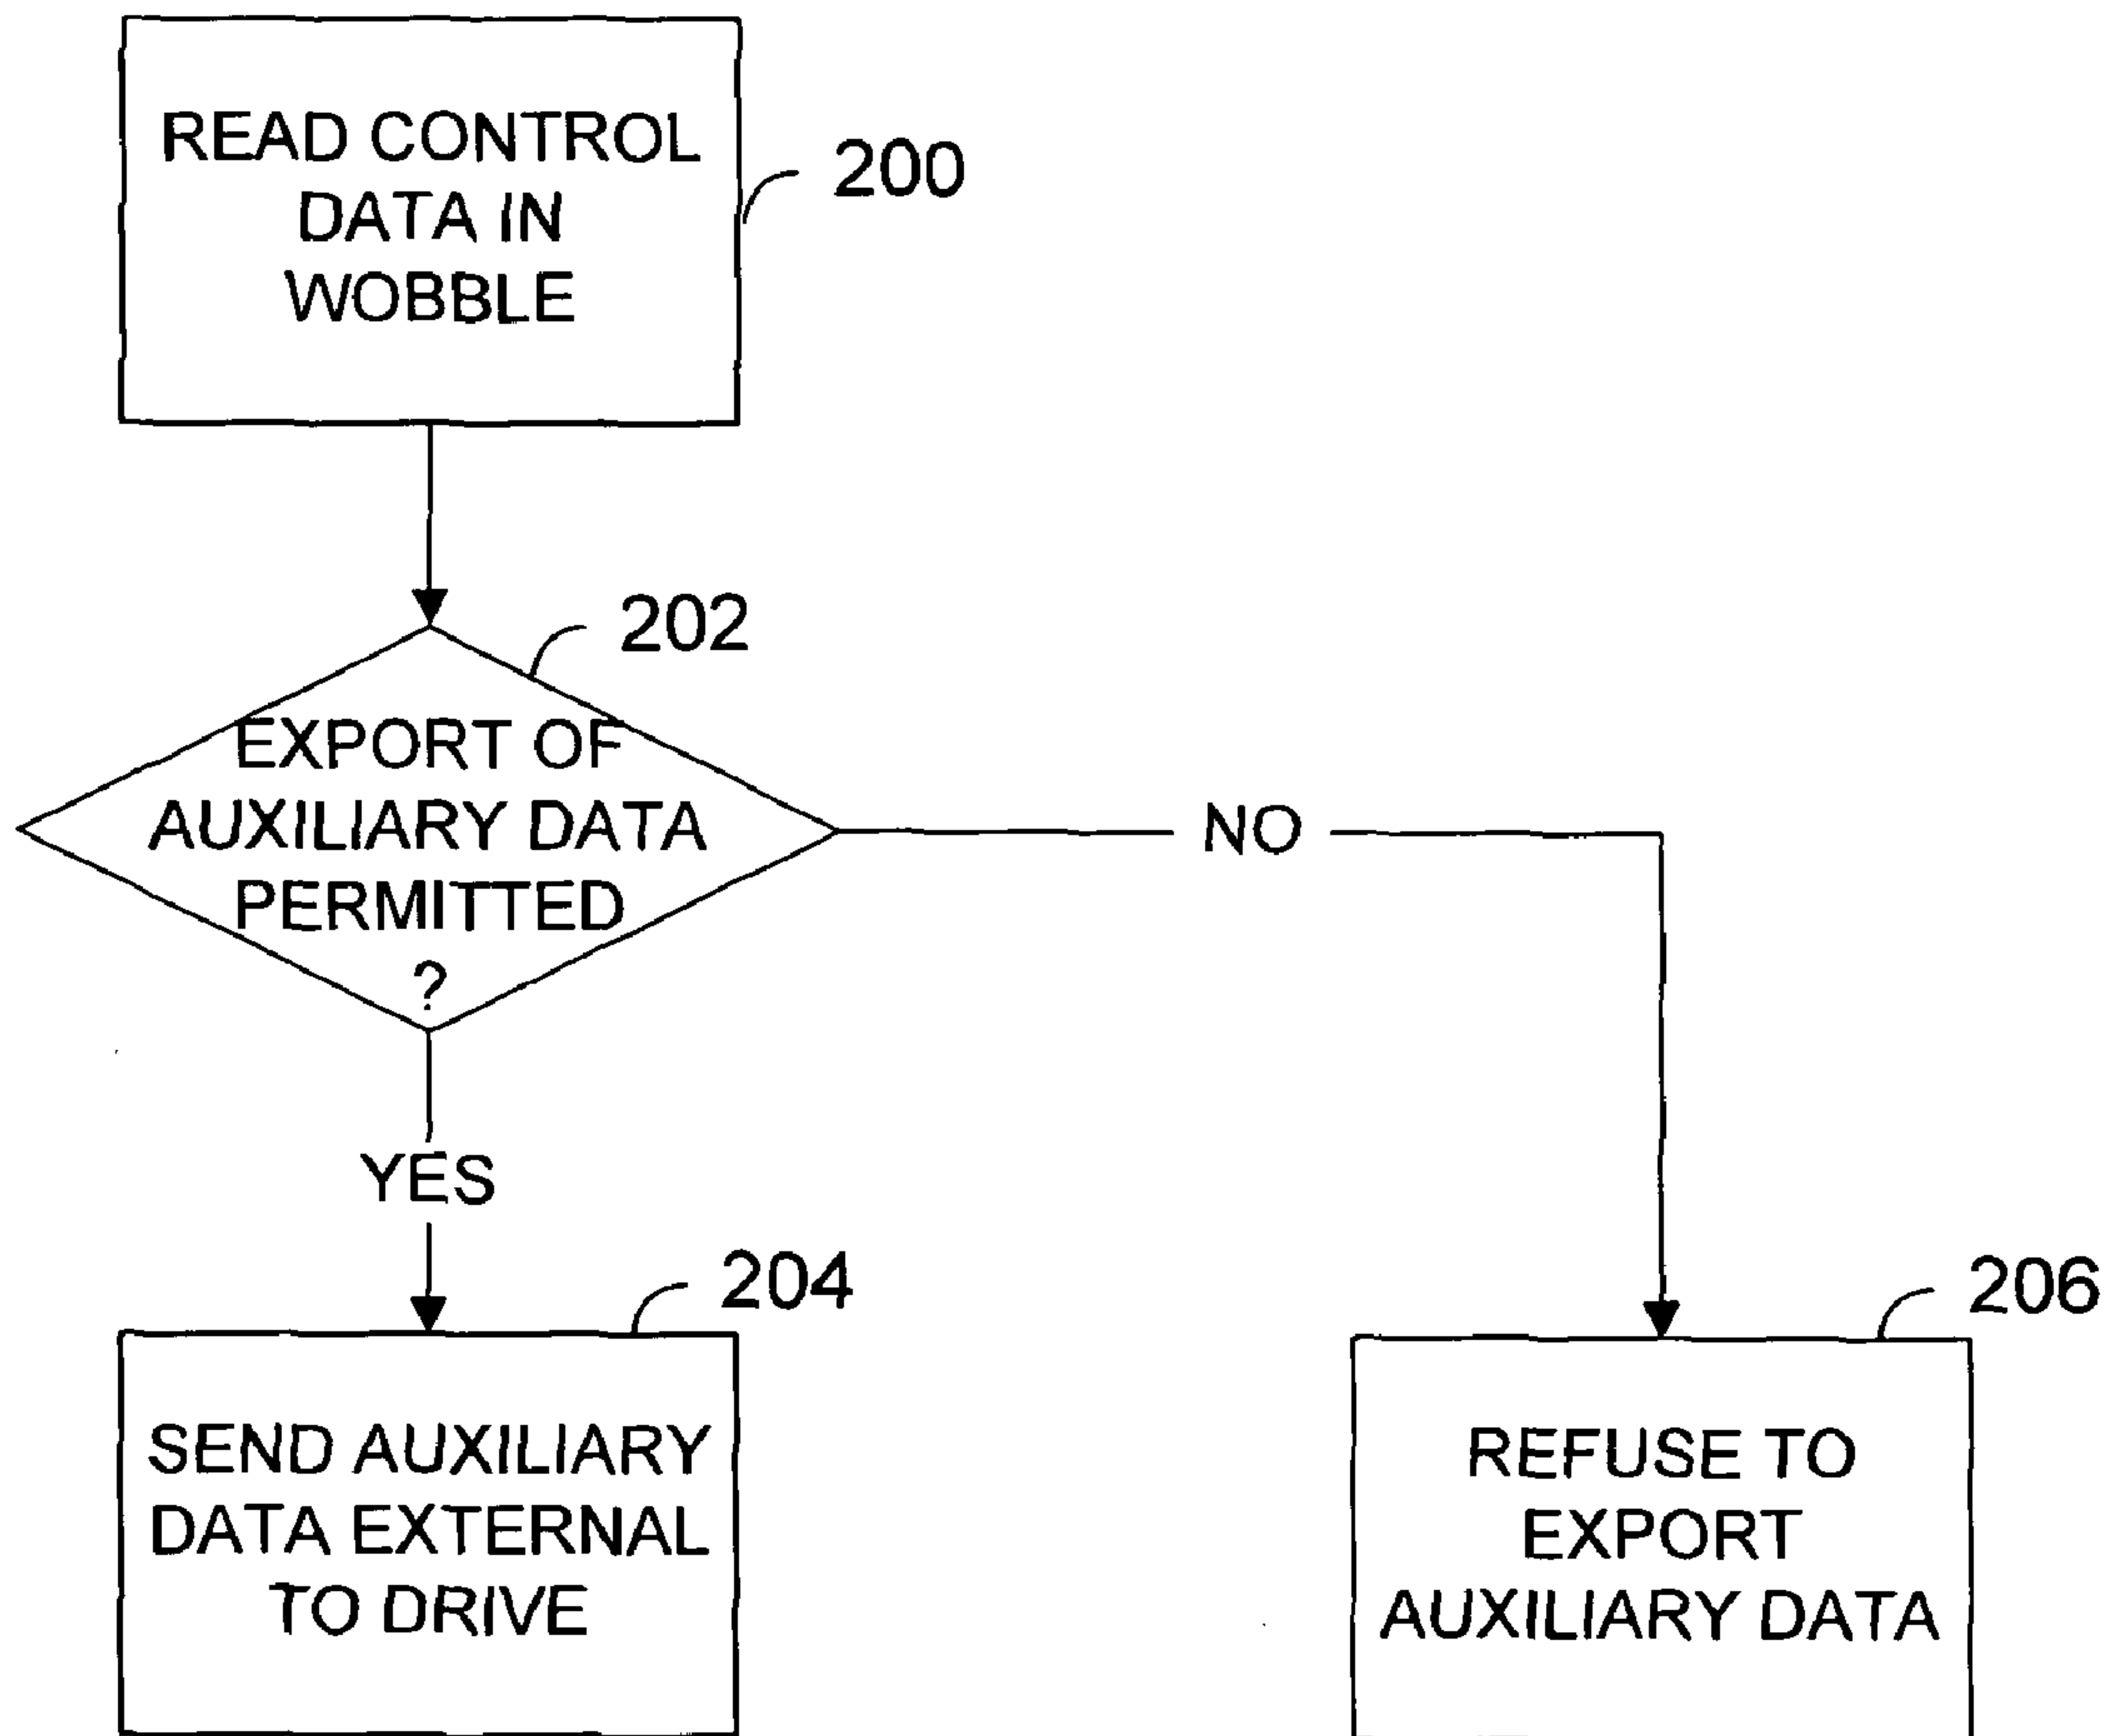 READ CONTROL
DATA IN
WOBBLE
200
202
EXPORT OF
AUXILIARY DATA
PERMITTED
?
NO
YES
204
SEND AUXILIARY
DATA EXTERNAL
TO DRIVE
206
REFUSE TO
EXPORT
AUXILIARY DATA